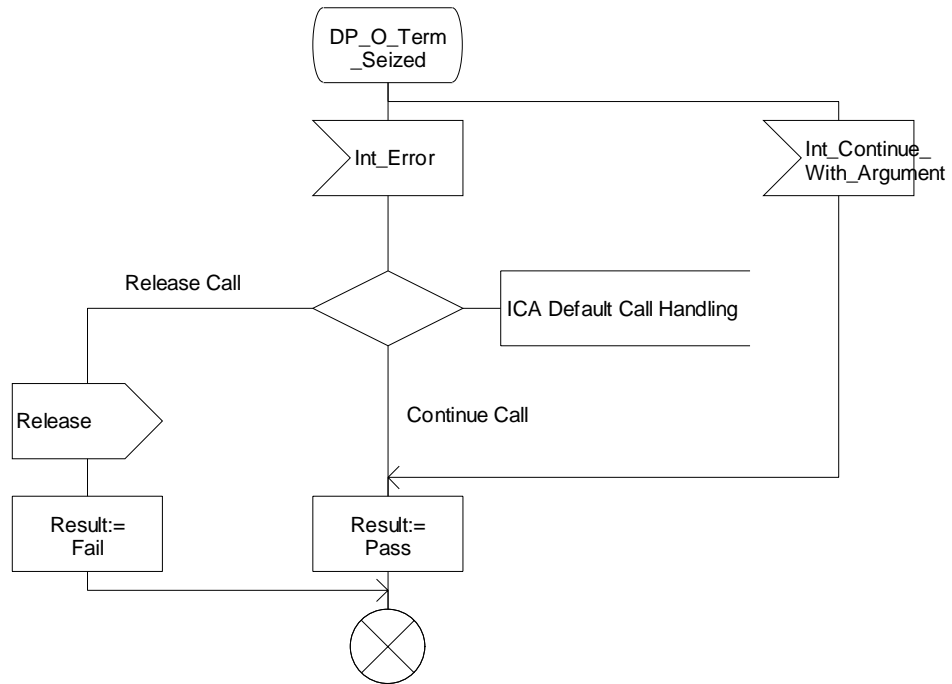 DP_O_Term
_Seized
Int_Error
Int_Continue_
With_Argument
Release Call
ICA Default Call Handling
Release
Continue Call
Result:=
Fail
Result:=
Pass